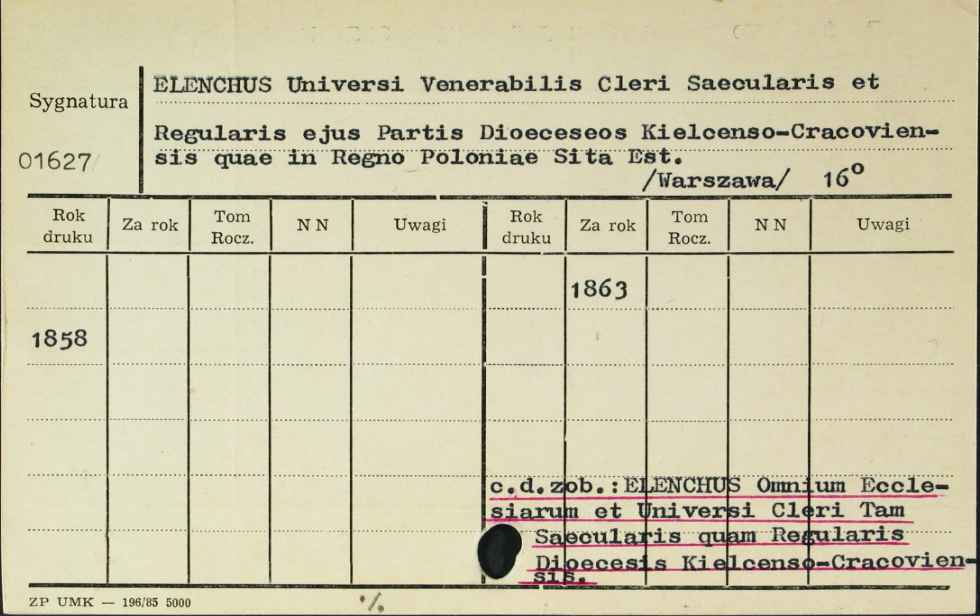 ELENCHUS Universi Venerabilis Cleri Saecularis et
Sygnatura
Regularis ejus Partis Dioeceseos Kielcenso-Cracovien-
01627
sis quae in Regno Poloniae Sita Est.
/Warszawa/ 16°
Rok druku Za rok Tom Rocz. N N Uwagi Rok druku Za rok Tom Rocz. N N Uwagi
1863
1858
c.d.zob.:ELENCHUS Omnium Eccle-
siarum et Universi Cleri Tam
Saecularis quam Regularis
Dioecesis Kielcenso-Cracovien-
sis.
ZP UMK — 196/85 5000
·/.